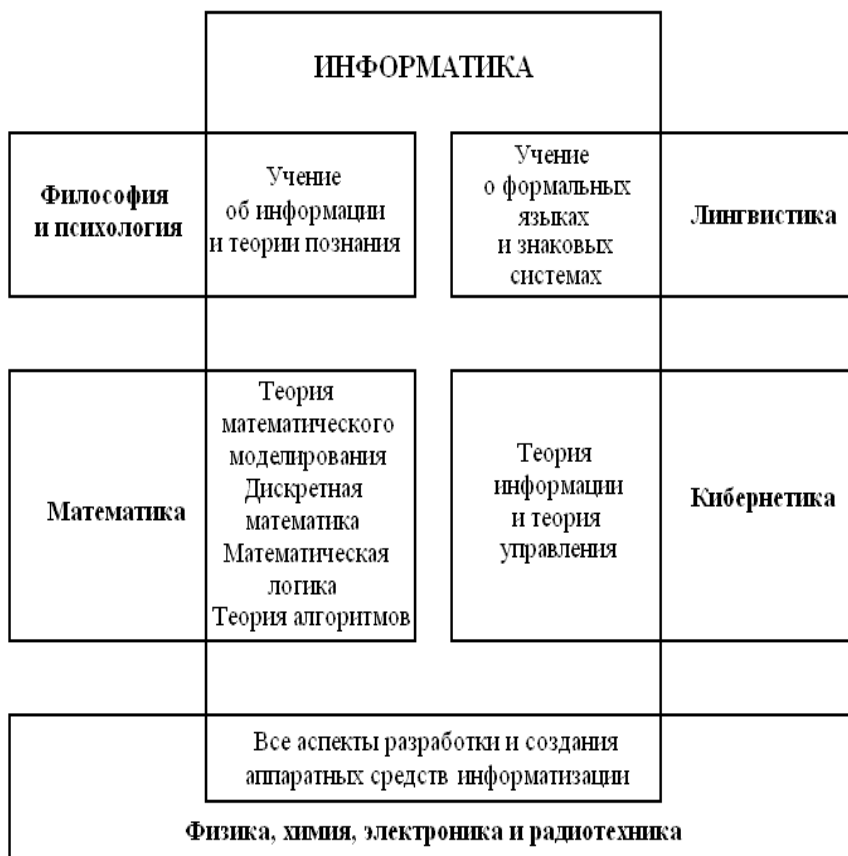 ИНФОРМАТИКА
Философия
и психология
Учение
об информации
и теории познания
Учение
о формальных
языках
и знаковых
системах
Лингвистика
Математика
Теория
математического
моделирования
Дискретная
математика
Математическая
логика
Теория алгоритмов
Теория
информации
и теория
управления
Кибернетика
Все аспекты разработки и создания
аппаратных средств информатизации
Физика, химия, электроника и радиотехника